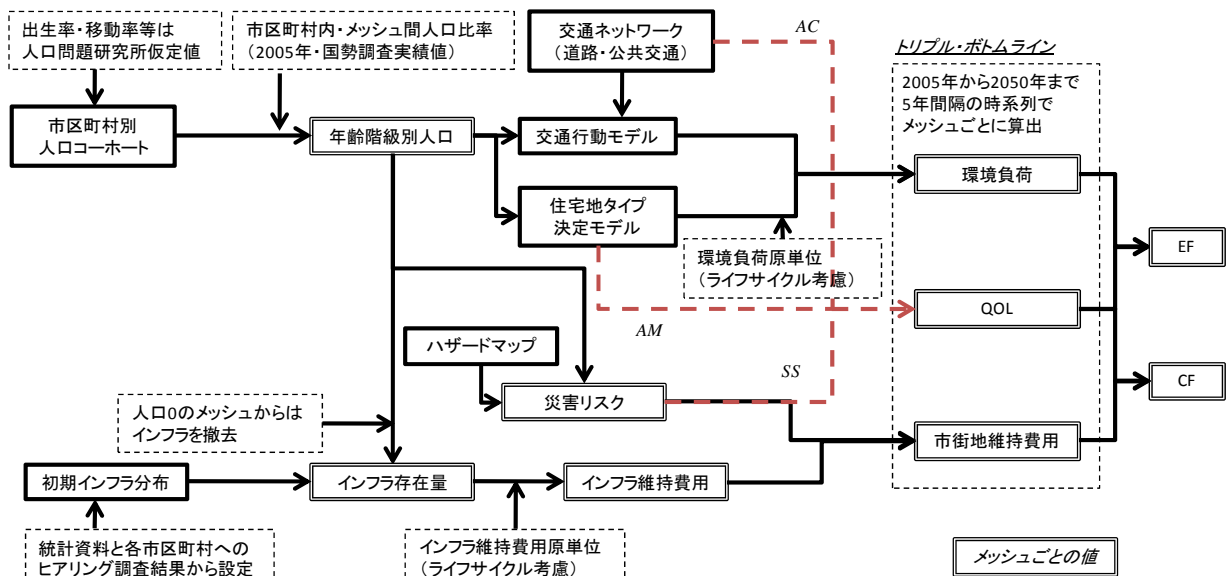 出生率・移動率等は
人口問題研究所仮定値
市区町村内・メッシュ間人口比率
（2005年・国勢調査実績値）
交通ネットワーク
（道路・公共交通）
AC
トリプル・ボトムライン
2005年から2050年まで
5年間隔の時系列で
メッシュごとに算出
市区町村別
人口コーホート
年齢階級別人口
交通行動モデル
環境負荷
住宅地タイプ
決定モデル
環境負荷原単位
（ライフサイクル考慮）
EF
QOL
AM
ハザードマップ
SS
CF
災害リスク
人口0のメッシュからは
インフラを撤去
市街地維持費用
初期インフラ分布
インフラ存在量
インフラ維持費用
統計資料と各市区町村への
ヒアリング調査結果から設定
インフラ維持費用原単位
（ライフサイクル考慮）
メッシュごとの値